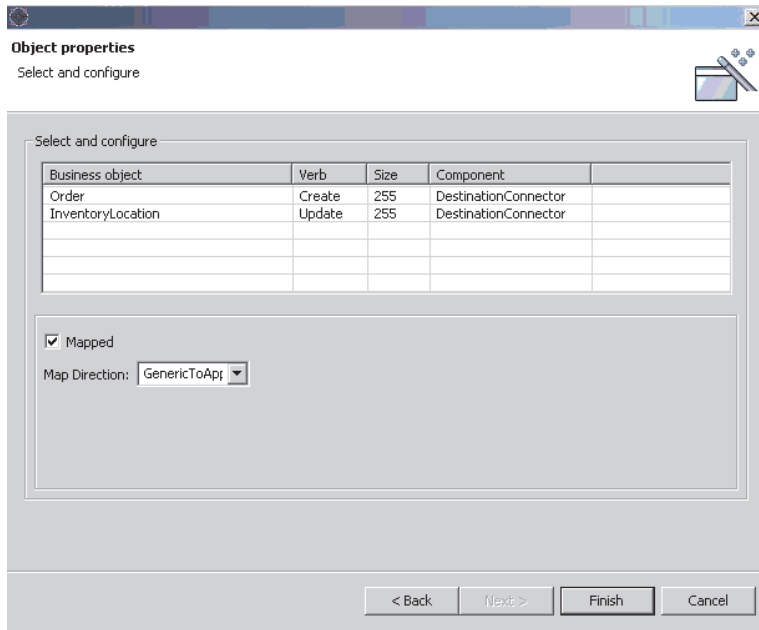 Object properties
Select and configure
Select and configure
Business object Verb Size Component
Order Create 255 DestinationConnector
InventoryLocation Update 255 DestinationConnector
Mapped
Map Direction: GenericToApp
< Back Next > Finish Cancel